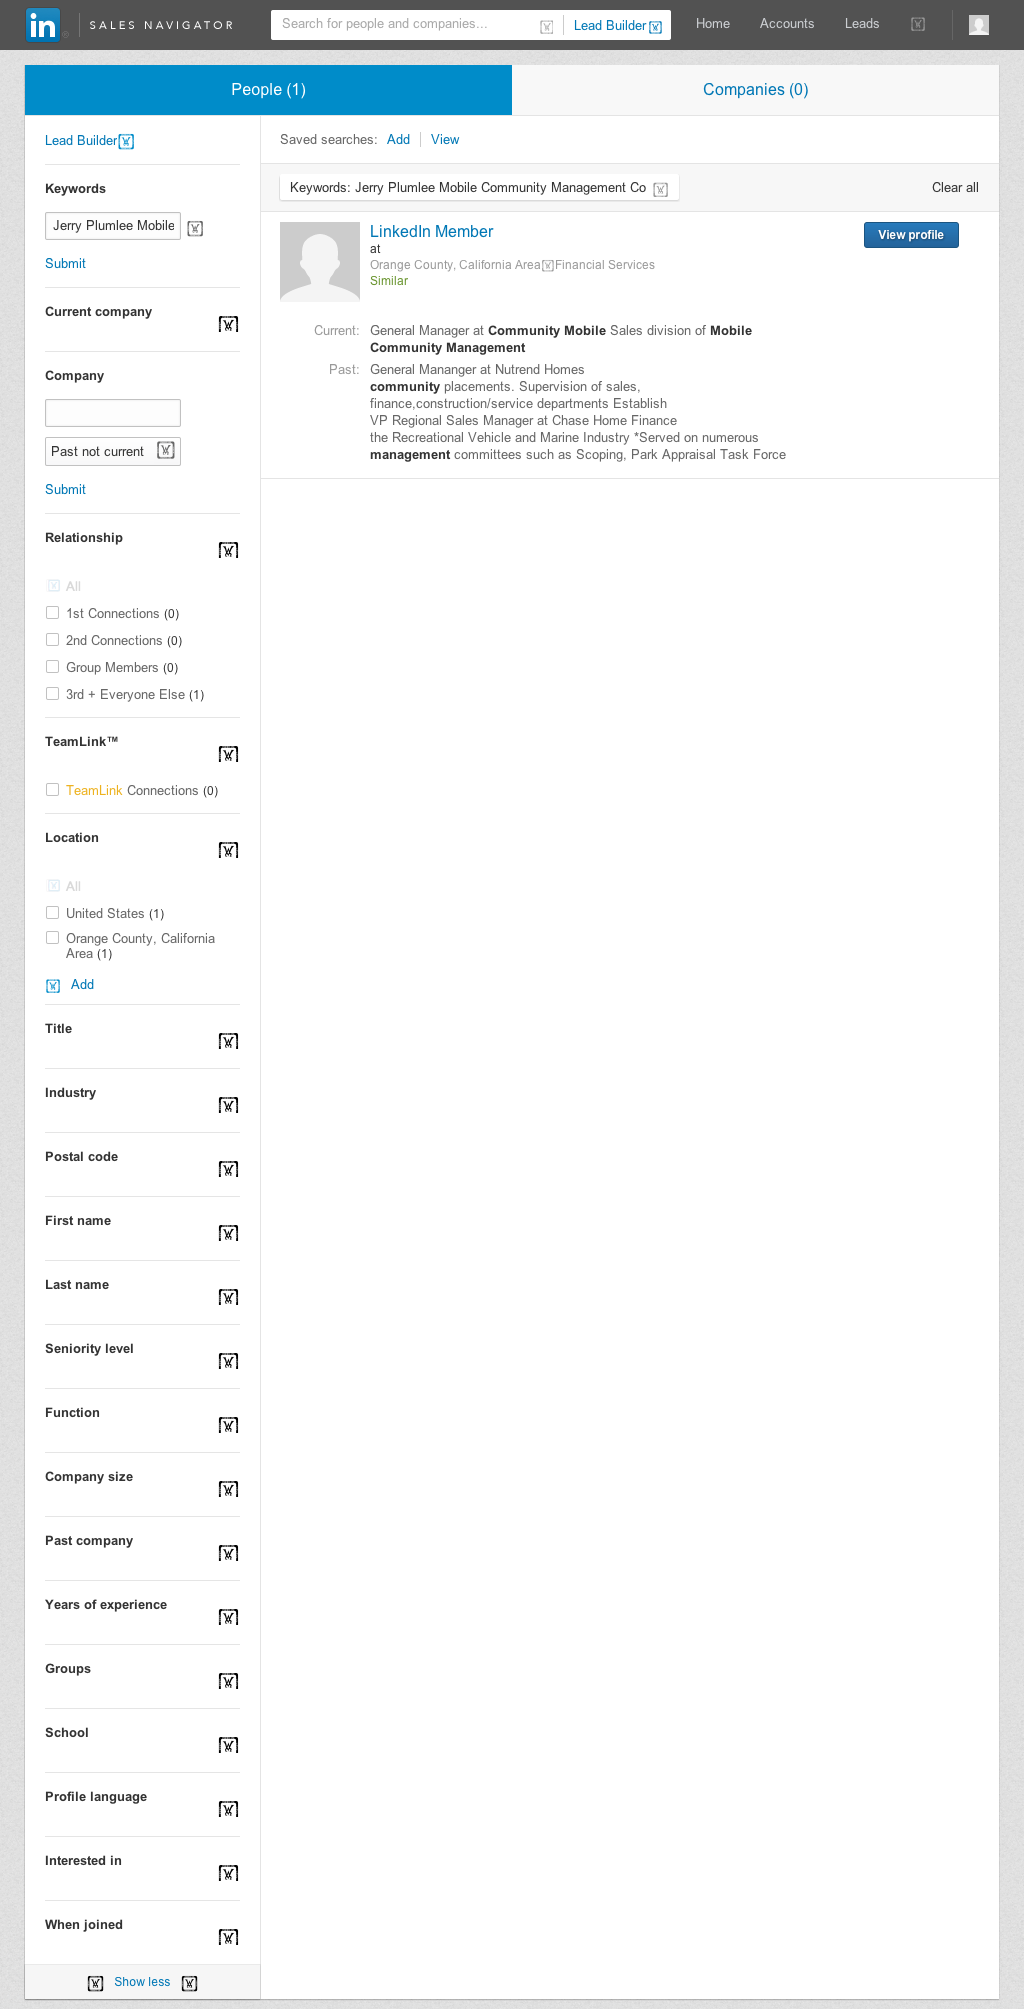 in SALES NAVIGATOR
Search for people and companies...
Lead Builder
Home
Accounts
Leads
People (1)
Companies (0)
Lead Builder
Keywords
Jerry Plumlee Mobile
Submit
Current company
Company
Past not current
Submit
Relationship
All
1st Connections (0)
2nd Connections (0)
Group Members (0)
3rd + Everyone Else (1)
TeamLink™
TeamLink Connections (0)
Location
All
United States (1)
Orange County, California
Area (1)
Add
Title
Industry
Postal code
First name
Last name
Seniority level
Function
Company size
Past company
Years of experience
Groups
School
Profile language
Interested in
When joined
Show less
Saved searches: Add View
Keywords: Jerry Plumlee Mobile Community Management Co
Clear all
LinkedIn Member
at
Orange County, California Area Financial Services
Similar
View profile
Current: General Manager at Community Mobile Sales division of Mobile
Community Management
Past: General Mananger at Nutrend Homes
community placements. Supervision of sales,
finance,construction/service departments Establish
VP Regional Sales Manager at Chase Home Finance
the Recreational Vehicle and Marine Industry *Served on numerous
management committees such as Scoping, Park Appraisal Task Force